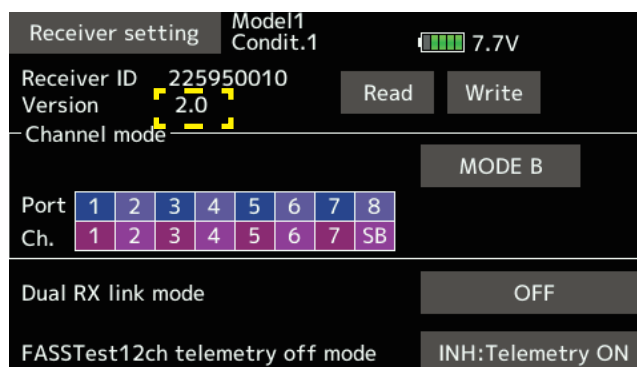 Receiver setting Model1
Condit.1 7.7V
Receiver ID 225950010
Version 2.0 Read Write
Channel mode
MODE B
Port 1 2 3 4 5 6 7 8
Ch. 1 2 3 4 5 6 7 SB
Dual RX link mode OFF
FASSTest12ch telemetry off mode INH:Telemetry ON